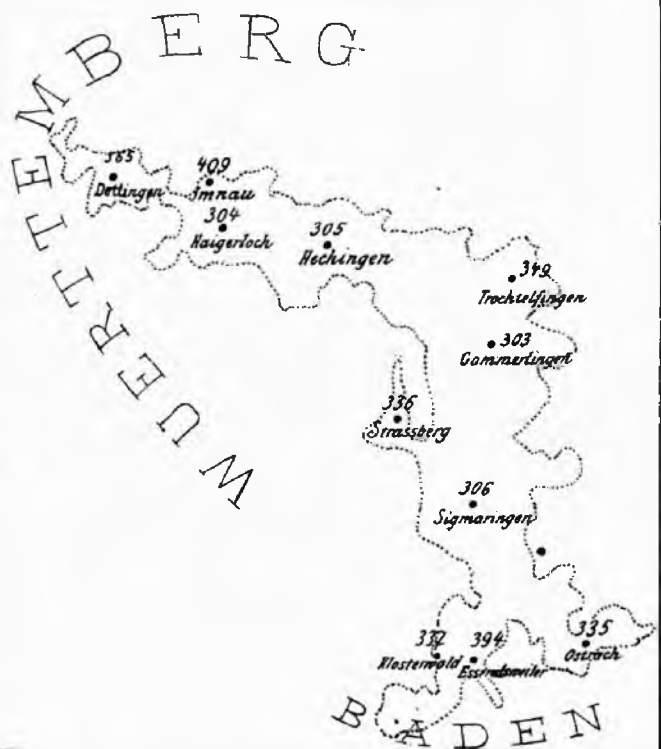 WUERTTEMBERG
365
Dettingen
409
Imnau
304
Haigerloch
305
Hechingen
349
Trochtelfingen
303
Gammertingen
336
Strassberg
306
Sigmaringen
337
Klosterwald
394
335
Ostrach
BADEN